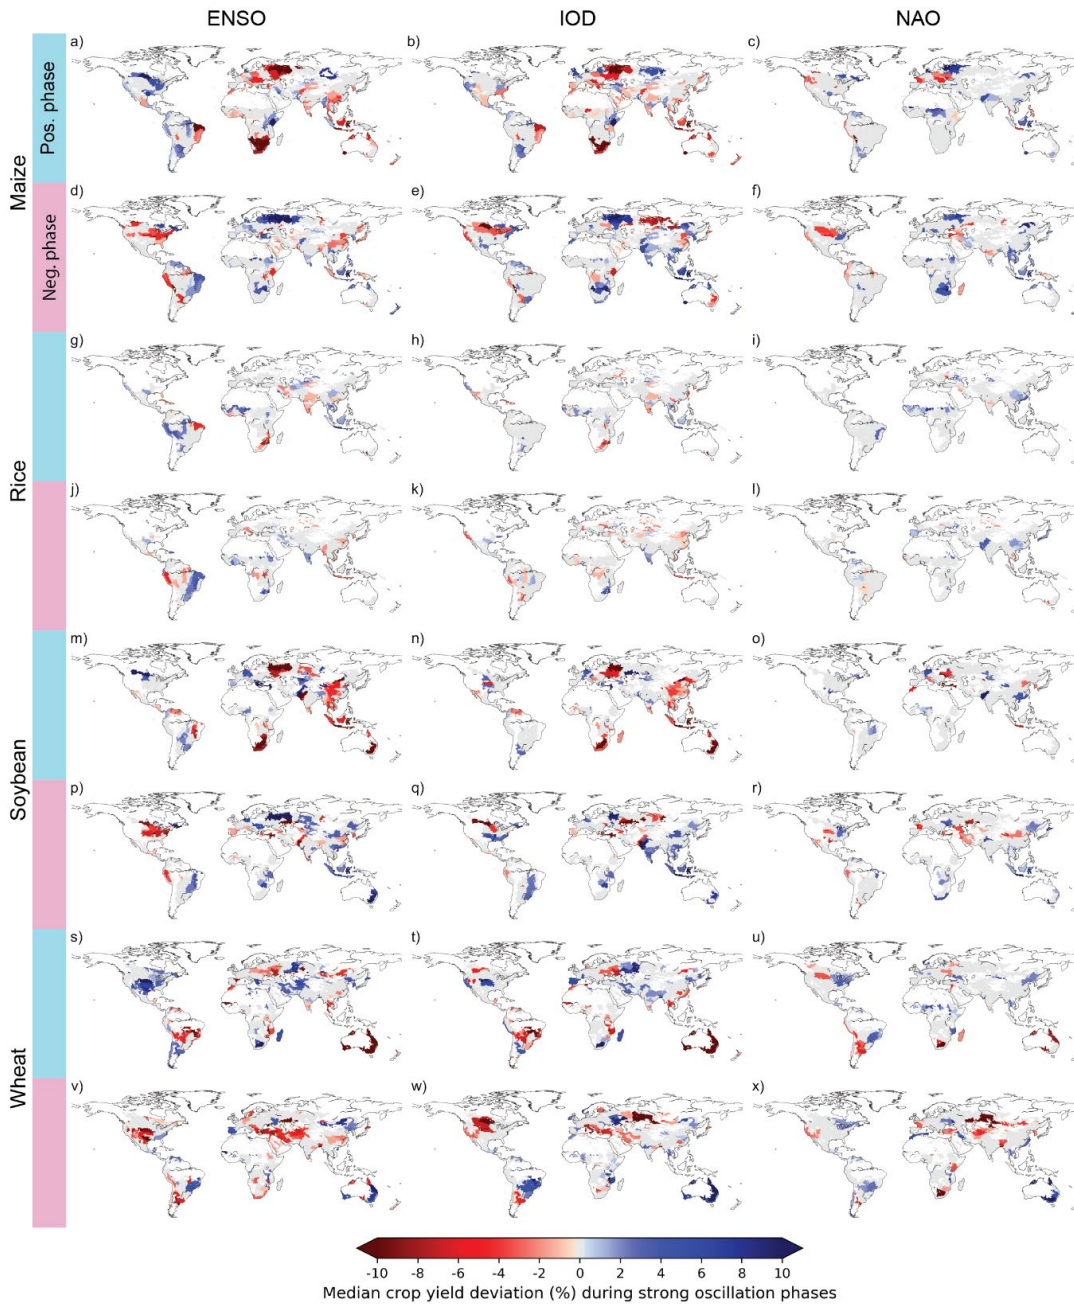 ENSO IOD NAO
a) b) c)
Maize
Pos. phase
d) e) f)
Neg. phase
g) h) i)
Rice
j) k) l)
m) n) o)
Soybean
p) q) r)
s) t) u)
Wheat
v) w) x)
-10 -8 -6 -4 -2 0 2 4 6 8 10
Median crop yield deviation (%) during strong oscillation phases